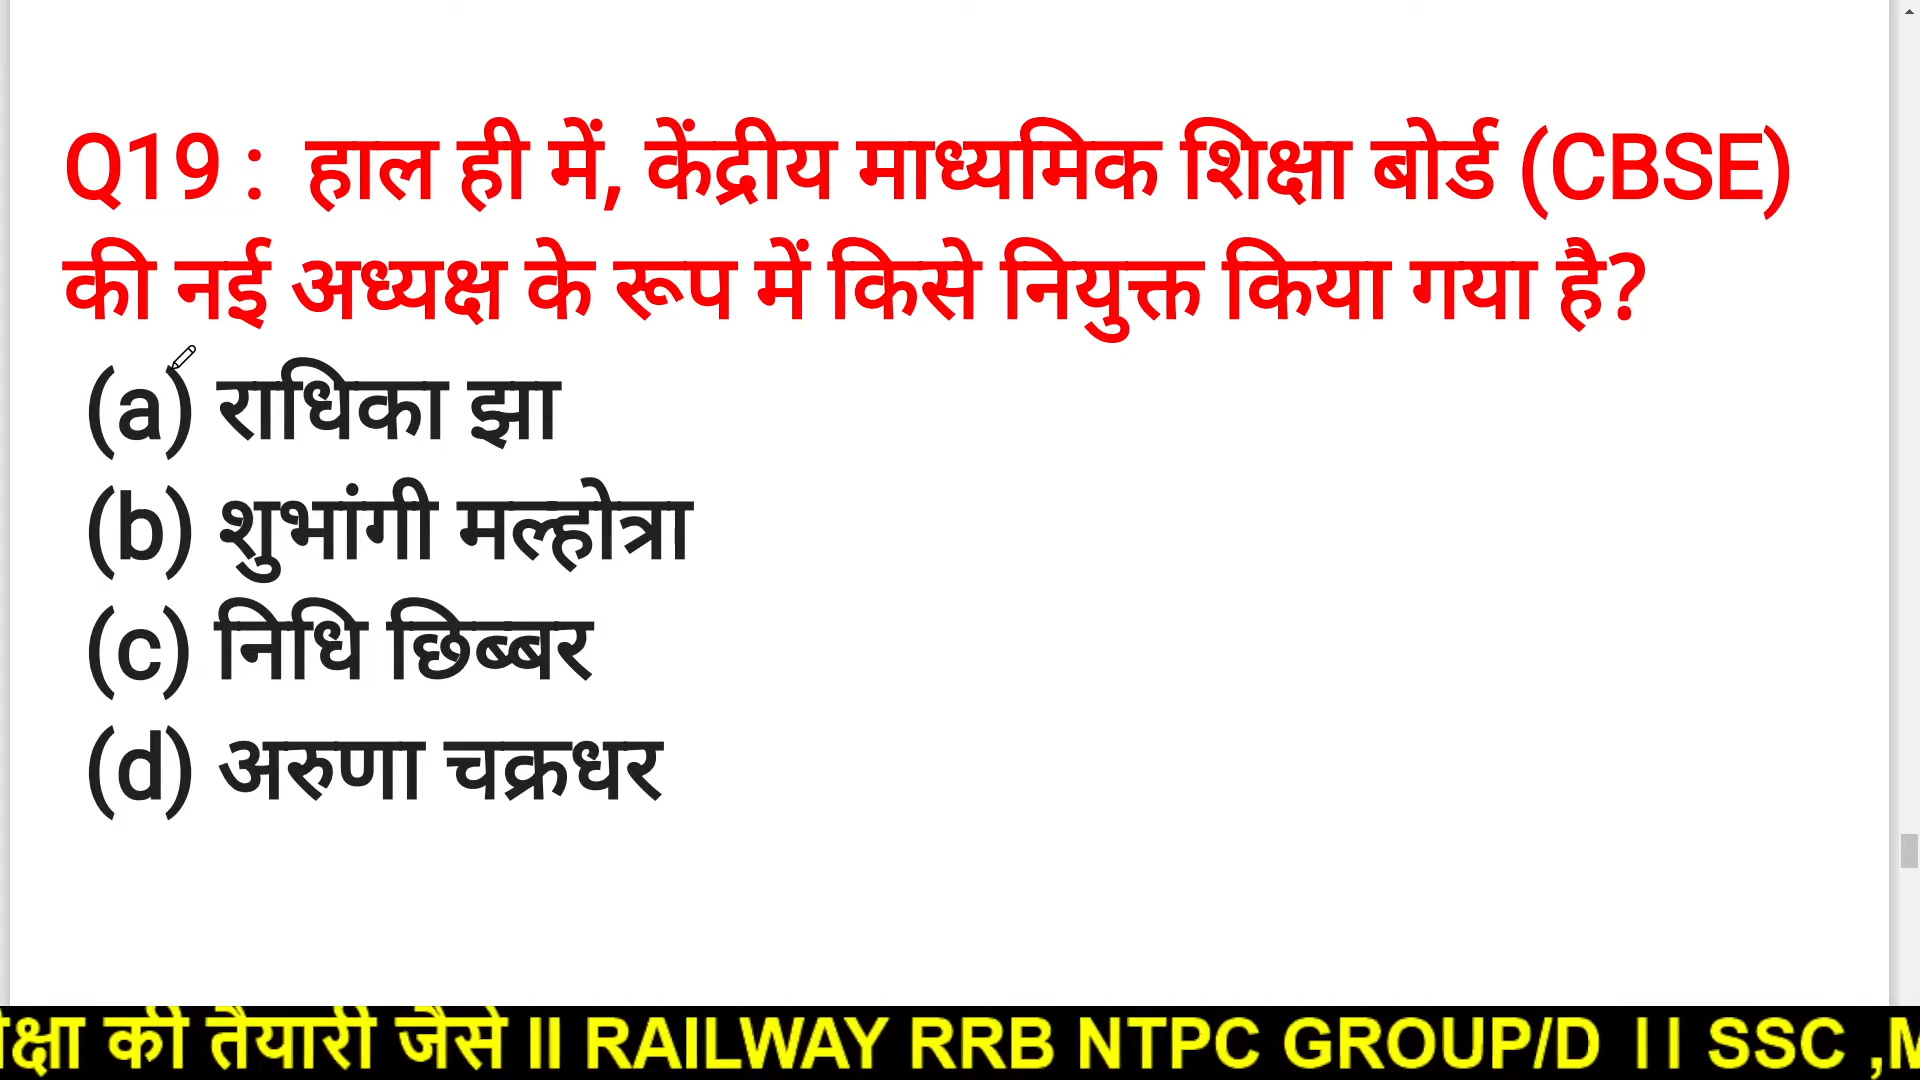 Q19 : हाल ही में, केंद्रीय माध्यमिक शिक्षा बोर्ड (CBSE)
की नई अध्यक्ष के रूप में किसे नियुक्त किया गया है?
(a) राधिका झा
(b) शुभांगी मल्होत्रा
(c) निधि छिब्बर
(d) अरुणा चक्रधर
की तैयारी जैसे II RAILWAY RRB NTPC GROUP/D II SSC ,